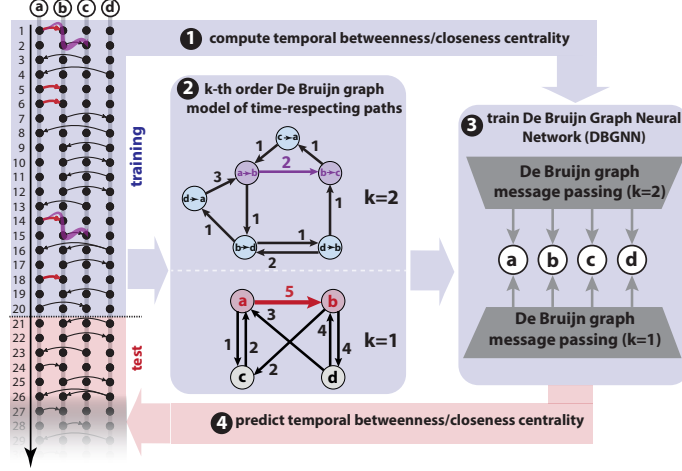 a b c d
1
2
3
4
5
6
7
8
9
10
11
12
13
14
15
16
17
18
19
20
21
22
23
24
25
26
27
28
29
training
test
1 compute temporal betweenness/closeness centrality
2 k-th order De Bruijn graph
model of time-respecting paths
c→a
1 1
a→b 2 b→c
3
d→a
k=2
1 1 1
b→d 1 d→b
2
a 5 b
3
k=1
1 2 4 4
2
c d
3 train De Bruijn Graph Neural
Network (DBGNN)
De Bruijn graph
message passing (k=2)
a b c d
De Bruijn graph
message passing (k=1)
4 predict temporal betweenness/closeness centrality